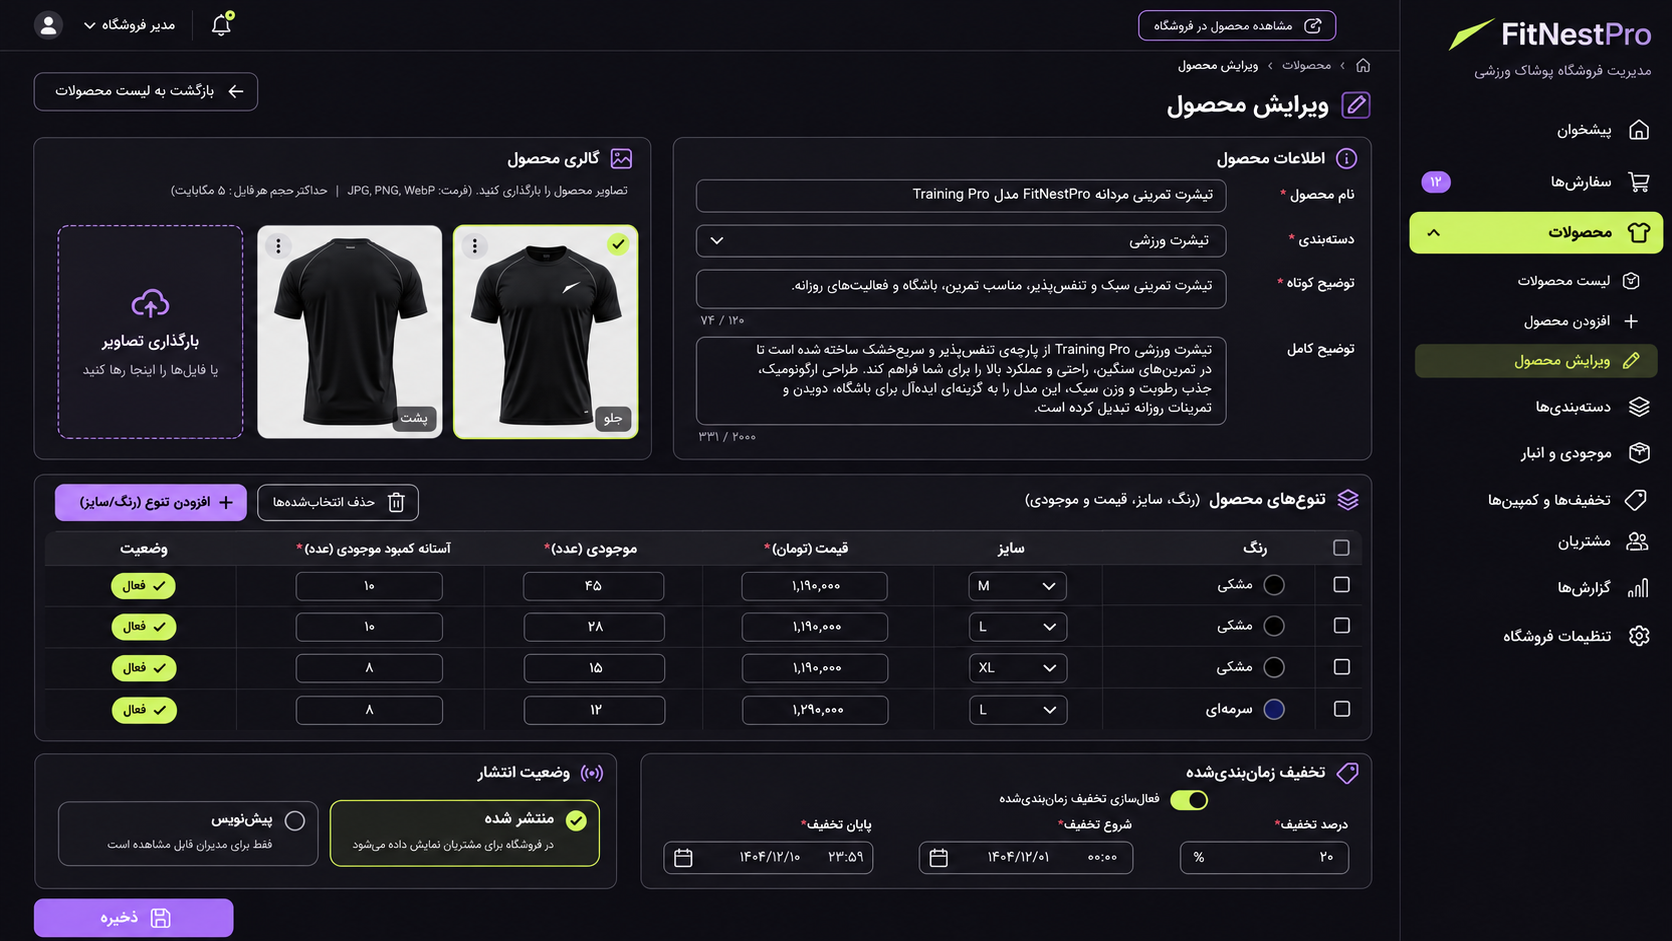 FitNestPro
مدیریت فروشگاه پوشاک ورزشی
پیشخوان
سفارش‌ها
۱۲
محصولات
لیست محصولات
افزودن محصول
ویرایش محصول
دسته‌بندی‌ها
موجودی و انبار
تخفیف‌ها و کمپین‌ها
مشتریان
گزارش‌ها
تنظیمات فروشگاه
مشاهده محصول در فروشگاه
مدیر فروشگاه
محصولات
ویرایش محصول
ویرایش محصول
بازگشت به لیست محصولات
اطلاعات محصول
نام محصول *
تیشرت تمرینی مردانه FitNestPro مدل Training Pro
دسته‌بندی *
تیشرت ورزشی
توضیح کوتاه *
تیشرت تمرینی سبک و تنفس‌پذیر، مناسب تمرین، باشگاه و فعالیت‌های روزانه.
۷۴ / ۱۲۰
توضیح کامل
تیشرت ورزشی Training Pro از پارچه‌ی تنفس‌پذیر و سریع‌خشک ساخته شده است تا
در تمرین‌های سنگین، راحتی و عملکرد بالا را برای شما فراهم کند. طراحی ارگونومیک،
جذب رطوبت و وزن سبک، این مدل را به گزینه‌ای ایده‌آل برای باشگاه، دویدن و
تمرینات روزانه تبدیل کرده است.
۳۳۱ / ۲۰۰۰
گالری محصول
تصاویر محصول را بارگذاری کنید. (فرمت: JPG, PNG, WebP | حداکثر حجم هر فایل : ۵ مگابایت)
جلو
پشت
بارگذاری تصاویر
یا فایل‌ها را اینجا رها کنید
تنوع‌های محصول (رنگ، سایز، قیمت و موجودی)
حذف انتخاب‌شده‌ها
افزودن تنوع (رنگ/سایز)
رنگ سایز قیمت (تومان)* موجودی (عدد)* آستانه کمبود موجودی (عدد)* وضعیت
مشکی M ۱,۱۹۰,۰۰۰ ۴۵ ۱۰ فعال
مشکی L ۱,۱۹۰,۰۰۰ ۲۸ ۱۰ فعال
مشکی XL ۱,۱۹۰,۰۰۰ ۱۵ ۸ فعال
سرمه‌ای L ۱,۲۹۰,۰۰۰ ۱۲ ۸ فعال
تخفیف زمان‌بندی‌شده
فعال‌سازی تخفیف زمان‌بندی‌شده
درصد تخفیف* شروع تخفیف* پایان تخفیف*
۲۰ % ۰۰:۰۰ ۱۴۰۴/۱۲/۰۱ ۲۳:۵۹ ۱۴۰۴/۱۲/۱۰
وضعیت انتشار
منتشر شده
در فروشگاه برای مشتریان نمایش داده می‌شود
پیش‌نویس
فقط برای مدیران قابل مشاهده است
ذخیره